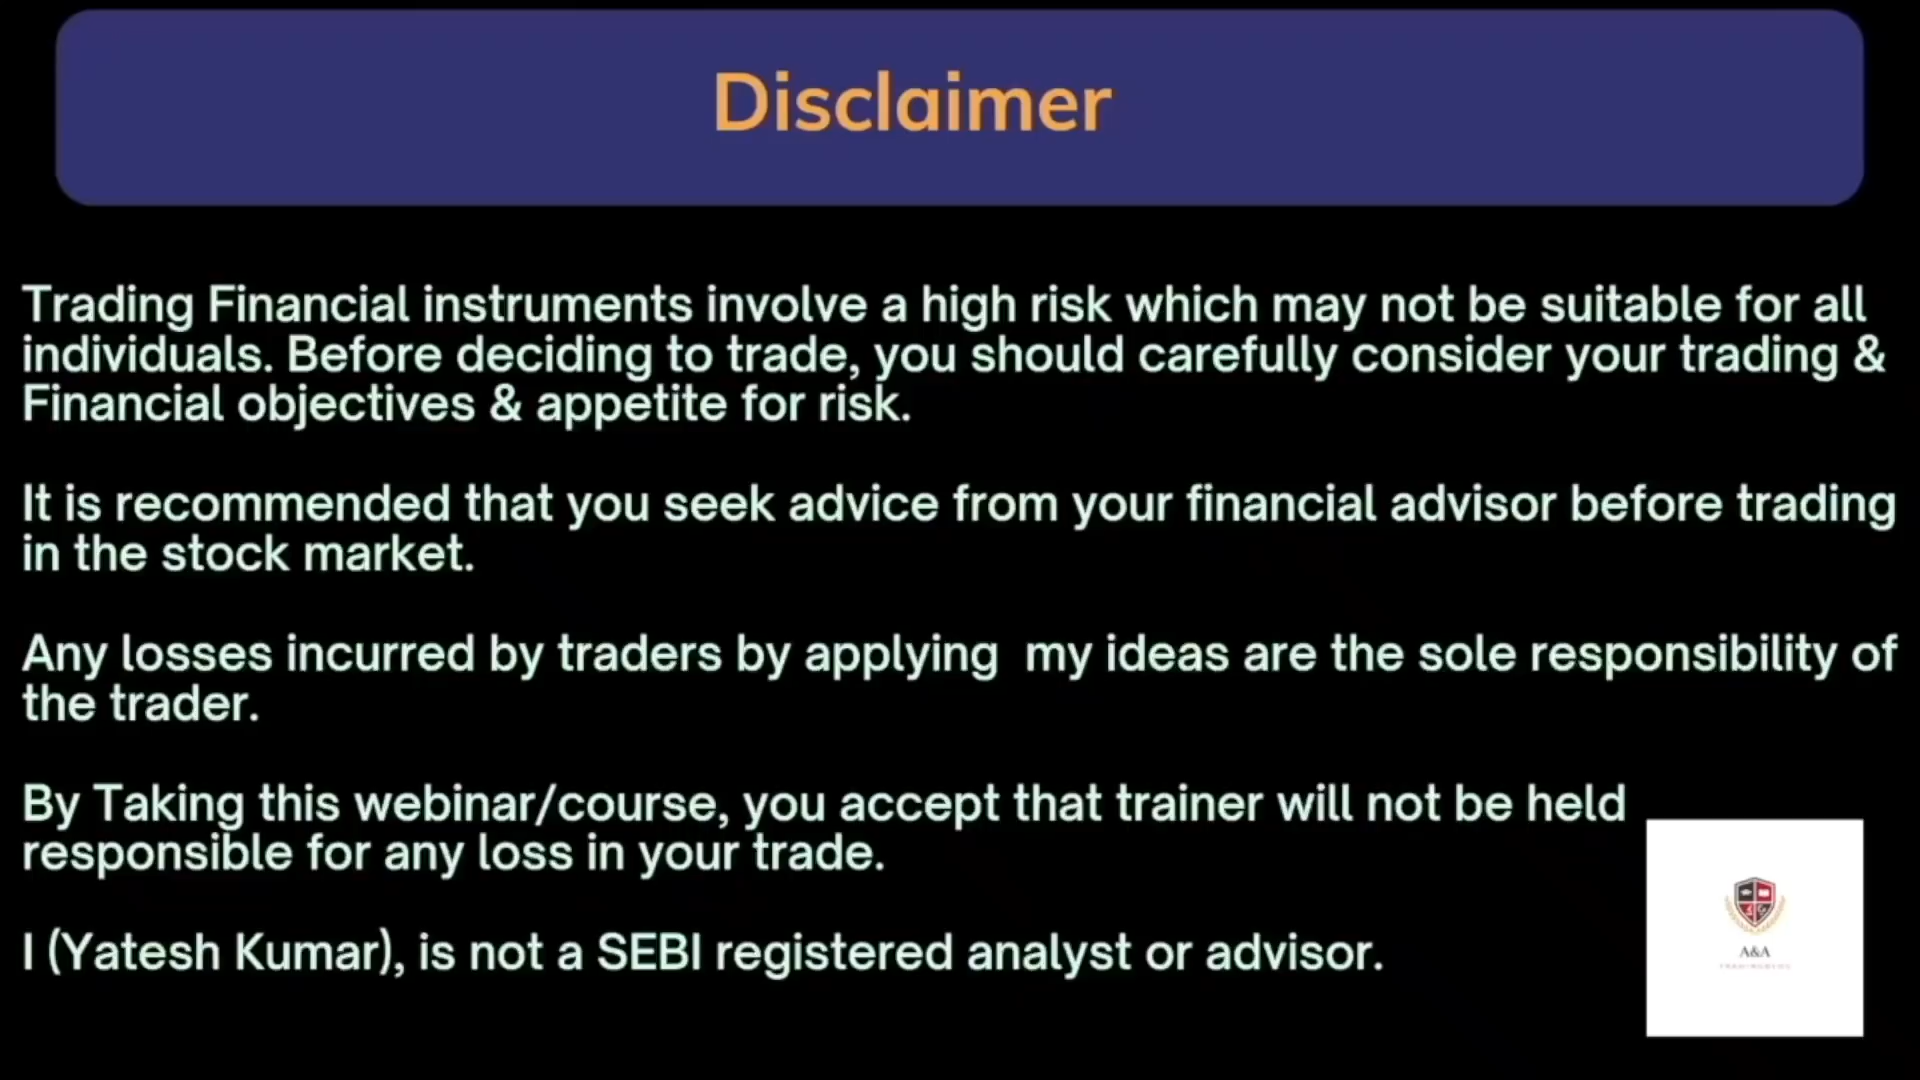 Disclaimer
Trading Financial instruments involve a high risk which may not be suitable for all
individuals. Before deciding to trade, you should carefully consider your trading &
Financial objectives & appetite for risk.
It is recommended that you seek advice from your financial advisor before trading
in the stock market.
Any losses incurred by traders by applying  my ideas are the sole responsibility of
the trader.
By Taking this webinar/course, you accept that trainer will not be held
responsible for any loss in your trade.
I (Yatesh Kumar), is not a SEBI registered analyst or advisor.
A&A